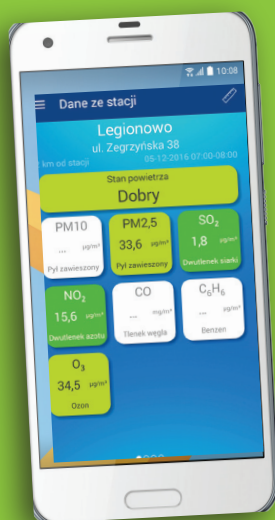 10:08
Dane ze stacji
Legionowo
ul. Zegrzyńska 38
km od stacji
05-12-2016 07:00-08:00
Stan powietrza
Dobry
PM10
... µg/m³
Pył zawieszony
PM2,5
33,6 µg/m³
Pył zawieszony
SO₂
1,8 µg/m³
Dwutlenek siarki
NO₂
15,6 µg/m³
Dwutlenek azotu
CO
... mg/m³
Tlenek węgla
C₆H₆
... µg/m³
Benzen
O₃
34,5 µg/m³
Ozon